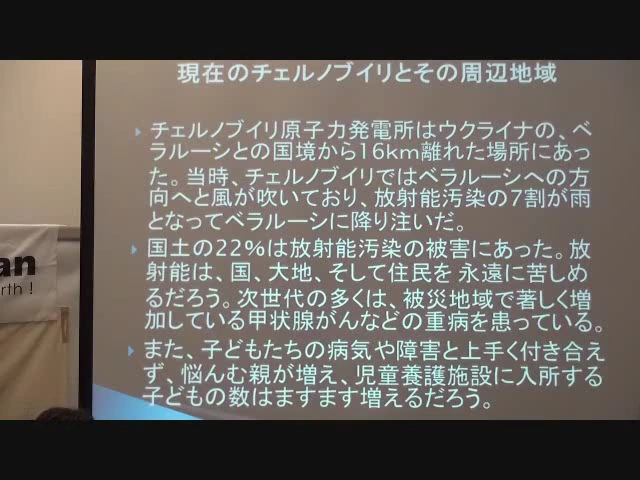 現在のチェルノブイリとその周辺地域
チェルノブイリ原子力発電所はウクライナの、ベ
ラルーシとの国境から16km離れた場所にあっ
た。当時、チェルノブイリではベラルーシへの方
向へと風が吹いており、放射能汚染の7割が雨
となってベラルーシに降り注いだ。
国土の22%は放射能汚染の被害にあった。放
射能は、国、大地、そして住民を 永遠に苦しめ
るだろう。次世代の多くは、被災地域で著しく増
加している甲状腺がんなどの重病を患っている。
また、子どもたちの病気や障害と上手く付き合え
ず、悩んむ親が増え、児童養護施設に入所する
子どもの数はますます増えるだろう。
an
rth !